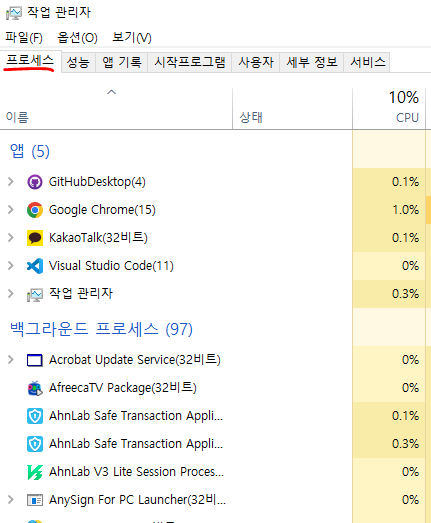 작업 관리자
파일(F) 옵션(O) 보기(V)
프로세스 성능 앱 기록 시작프로그램 사용자 세부 정보 서비스
10%
이름 상태 CPU
앱 (5)
GitHubDesktop(4) 0.1%
Google Chrome(15) 1.0%
KakaoTalk(32비트) 0.1%
Visual Studio Code(11) 0%
작업 관리자 0.3%
백그라운드 프로세스 (97)
Acrobat Update Service(32비트) 0%
AfreecaTV Package(32비트) 0%
AhnLab Safe Transaction Appli... 0.1%
AhnLab Safe Transaction Appli... 0.3%
AhnLab V3 Lite Session Proces... 0%
AnySign For PC Launcher(32비... 0%